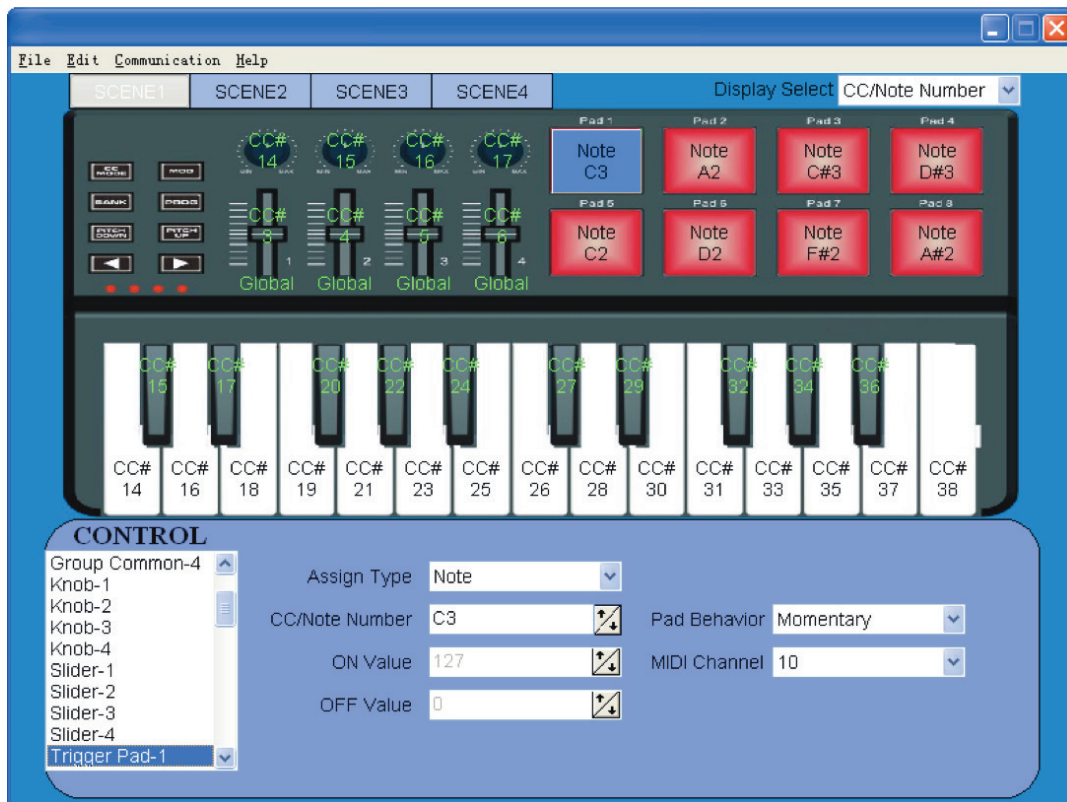 File Edit Communication Help
SCENE1 SCENE2 SCENE3 SCENE4 Display Select CC/Note Number
Pad 1 Pad 2 Pad 3 Pad 4
CC# 14 CC# 15 CC# 16 CC# 17
MIN MAX MIN MAX MIN MAX MIN MAX
Note C3 Note A2 Note C#3 Note D#3
CC MODE MOD
BANK PROG
PITCH DOWN PITCH UP
Pad 5 Pad 6 Pad 7 Pad 8
CC# 3 CC# 4 CC# 5 CC# 6
Note C2 Note D2 Note F#2 Note A#2
1 2 3 4
Global Global Global Global
CC# CC# CC# CC# CC# CC# CC# CC# CC# CC#
15 17 20 22 24 27 29 32 34 36
CC# CC# CC# CC# CC# CC# CC# CC# CC# CC# CC# CC# CC# CC# CC#
14 16 18 19 21 23 25 26 28 30 31 33 35 37 38
CONTROL
Group Common-4
Knob-1
Knob-2
Knob-3
Knob-4
Slider-1
Slider-2
Slider-3
Slider-4
Trigger Pad-1
Assign Type Note
CC/Note Number C3 Pad Behavior Momentary
ON Value 127 MIDI Channel 10
OFF Value 0